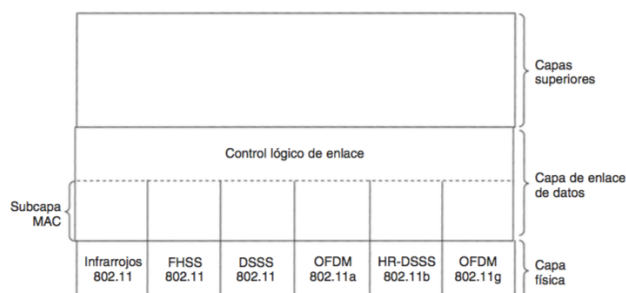 Capas
superiores
Control lógico de enlace
Capa de enlace
de datos
Subcapa
MAC
Infrarrojos
802.11
FHSS
802.11
DSSS
802.11
OFDM
802.11a
HR-DSSS
802.11b
OFDM
802.11g
Capa
física